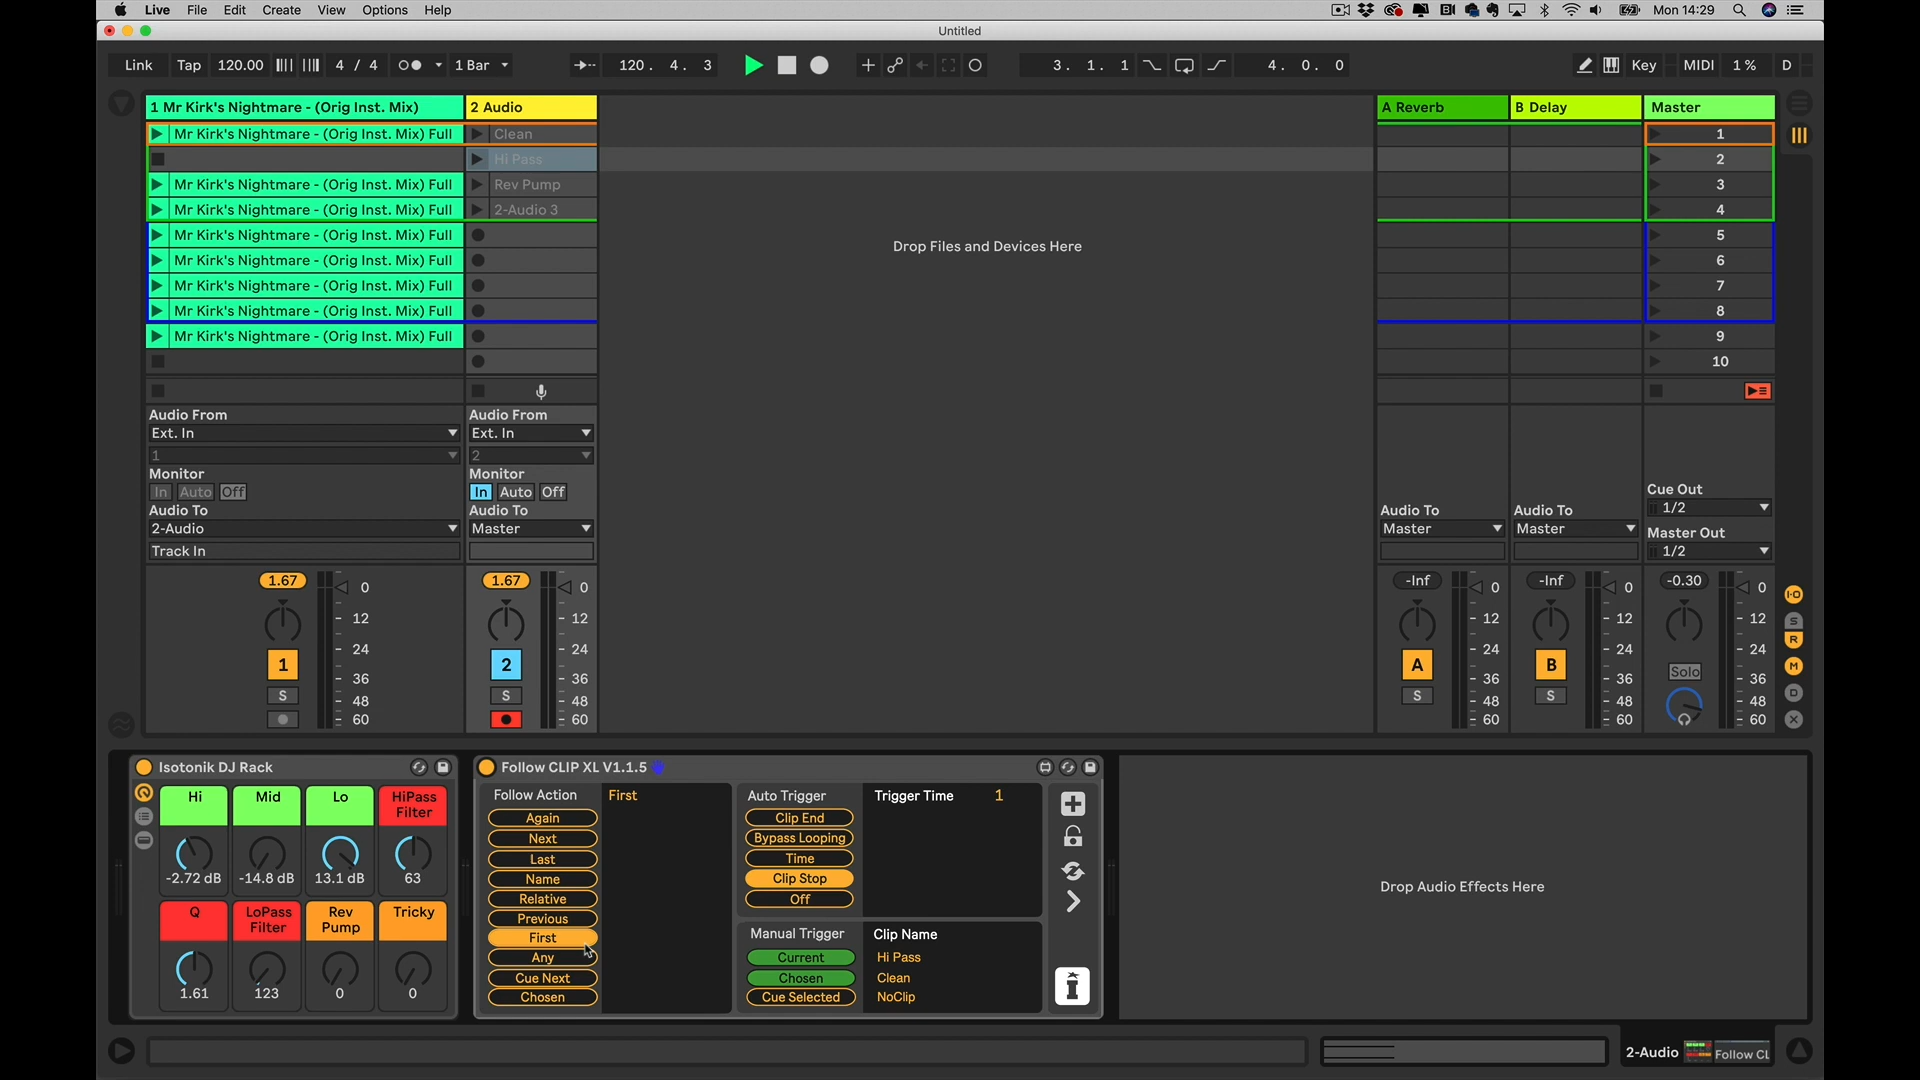 Live File Edit Create View Options Help
Mon 14:29
Untitled
Link Tap 120.00 4 / 4 1 Bar 120. 4. 3 3. 1. 1 4. 0. 0 Key MIDI 1 % D
1 Mr Kirk's Nightmare - (Orig Inst. Mix) 2 Audio A Reverb B Delay Master
Mr Kirk's Nightmare - (Orig Inst. Mix) Full Clean 1
Hi Pass 2
Mr Kirk's Nightmare - (Orig Inst. Mix) Full Rev Pump 3
Mr Kirk's Nightmare - (Orig Inst. Mix) Full 2-Audio 3 4
Mr Kirk's Nightmare - (Orig Inst. Mix) Full 5
Drop Files and Devices Here
Mr Kirk's Nightmare - (Orig Inst. Mix) Full 6
Mr Kirk's Nightmare - (Orig Inst. Mix) Full 7
Mr Kirk's Nightmare - (Orig Inst. Mix) Full 8
Mr Kirk's Nightmare - (Orig Inst. Mix) Full 9
10
Audio From Audio From
Ext. In Ext. In
1 2
Monitor Monitor
In Auto Off In Auto Off Cue Out
1/2
Audio To Audio To Audio To Audio To
2-Audio Master Master Master Master Out
Track In 1/2
1.67 0 1.67 0 -Inf 0 -Inf 0 -0.30 0
12 12 12 12 12
24 24 24 24 24
1 2 A B Solo
36 36 36 36 36
S S S S
48 48 48 48 48
60 60 60 60 60
I-O
S
R
M
D
X
Isotonik DJ Rack
Hi Mid Lo HiPass Filter
-2.72 dB -14.8 dB 13.1 dB 63
Q LoPass Filter Rev Pump Tricky
1.61 123 0 0
Follow CLIP XL V1.1.5
Follow Action First
Again
Next
Last
Name
Relative
Previous
First
Any
Cue Next
Chosen
Auto Trigger Trigger Time 1
Clip End
Bypass Looping
Time
Clip Stop
Off
Manual Trigger Clip Name
Current Hi Pass
Chosen Clean
Cue Selected NoClip
Drop Audio Effects Here
2-Audio Follow CL